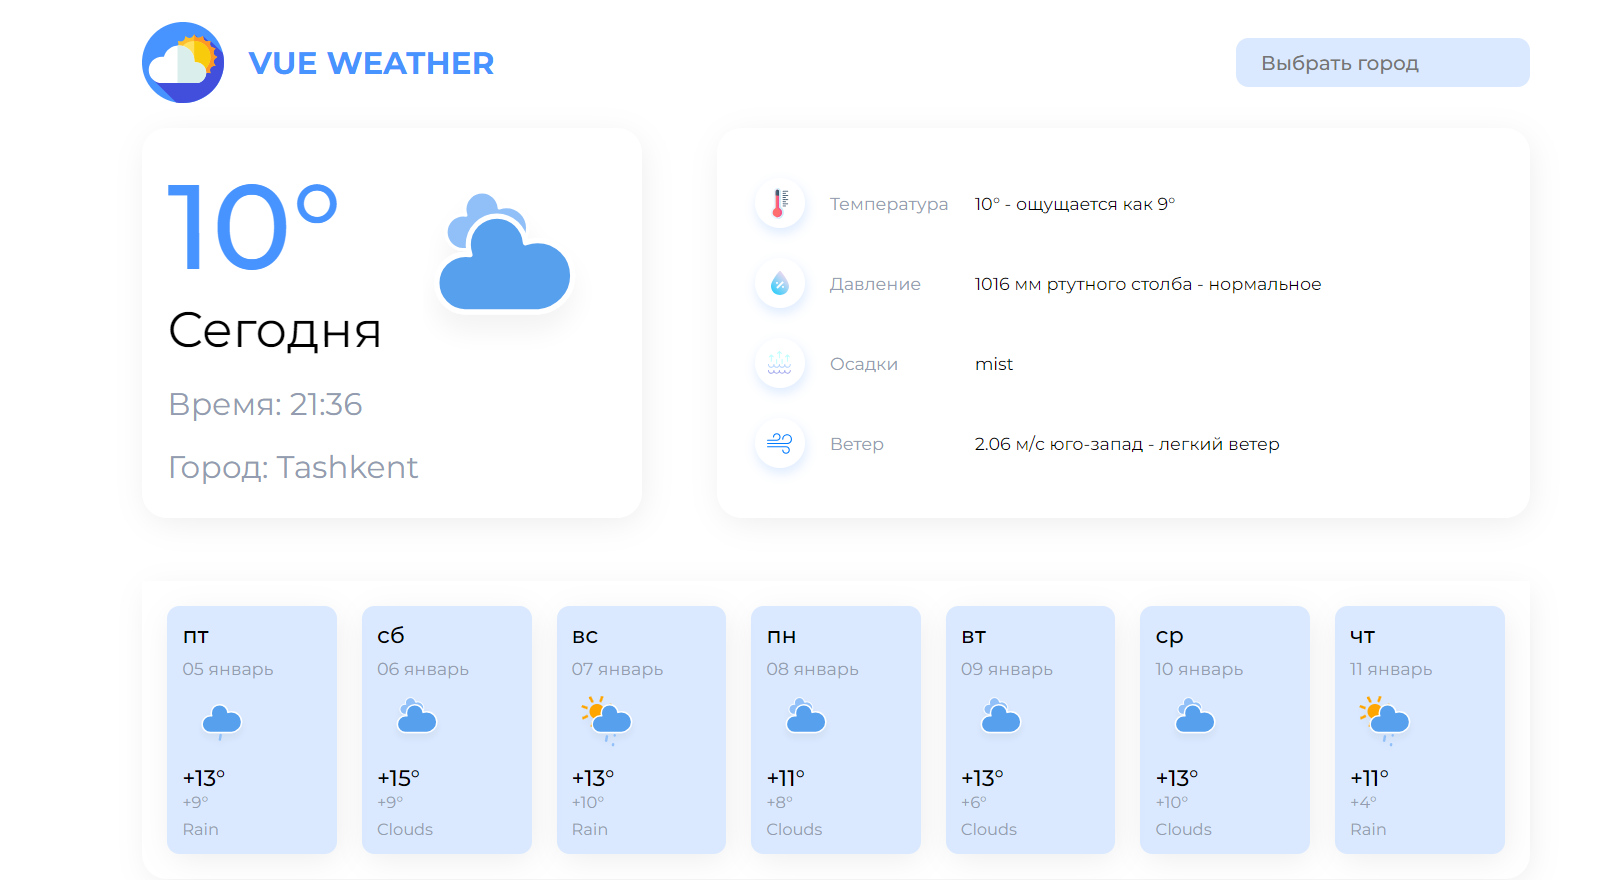 VUE WEATHER
Выбрать город
10°
Сегодня
Время: 21:36
Город: Tashkent
Температура 10° - ощущается как 9°
Давление 1016 мм ртутного столба - нормальное
Осадки mist
Ветер 2.06 м/с юго-запад - легкий ветер
пт
05 январь
+13°
+9°
Rain
сб
06 январь
+15°
+9°
Clouds
вс
07 январь
+13°
+10°
Rain
пн
08 январь
+11°
+8°
Clouds
вт
09 январь
+13°
+6°
Clouds
ср
10 январь
+13°
+10°
Clouds
чт
11 январь
+11°
+4°
Rain